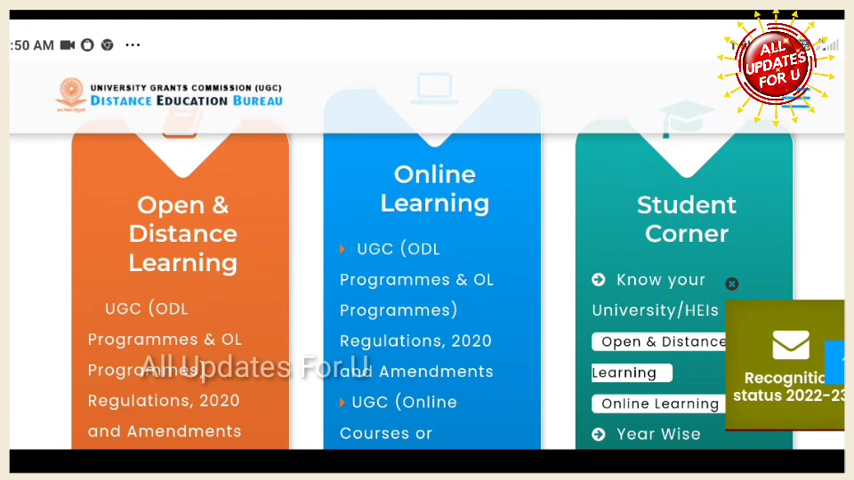 :50 AM
ALL
UPDATES
FOR U
UNIVERSITY GRANTS COMMISSION (UGC)
DISTANCE EDUCATION BUREAU
Open &
Distance
Learning
UGC (ODL
Programmes & OL
Programmes)
Regulations, 2020
and Amendments
Online
Learning
UGC (ODL
Programmes & OL
Programmes)
Regulations, 2020
and Amendments
UGC (Online
Courses or
Student
Corner
Know your
University/HEIs
Open & Distance
Learning
Online Learning
Year Wise
Recognitio
status 2022-23
All Updates For U